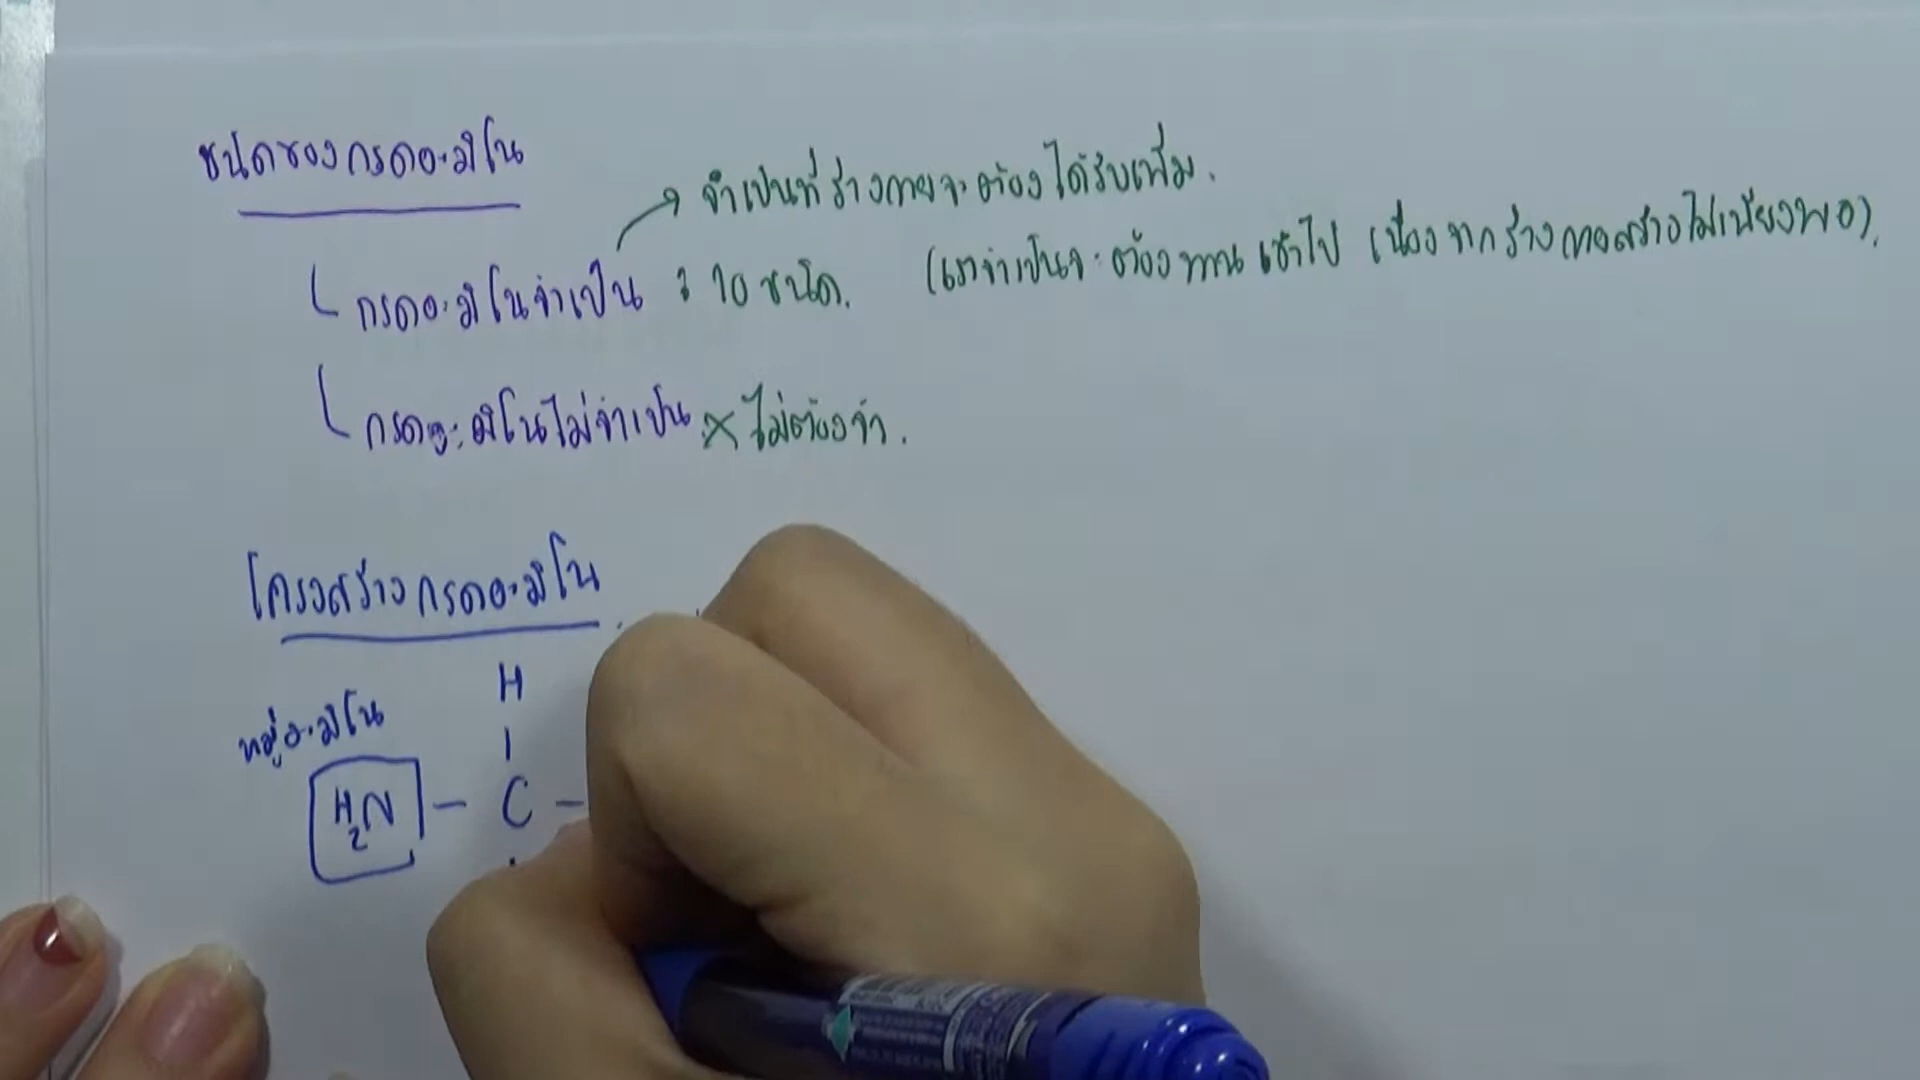 ชนิดของกรดอะมิโน
จำเป็นที่ร่างกายจะต้องได้รับเพิ่ม.
กรดอะมิโนจำเป็น : 10 ชนิด. (เราจำเป็นจะต้องทานเข้าไป เนื่องจากร่างกายสร้างไม่เพียงพอ).
กรดอะมิโนไม่จำเป็น × ไม่ต้องจำ.
โครงสร้างกรดอะมิโน
H
หมู่อะมิโน
H₂N - C -